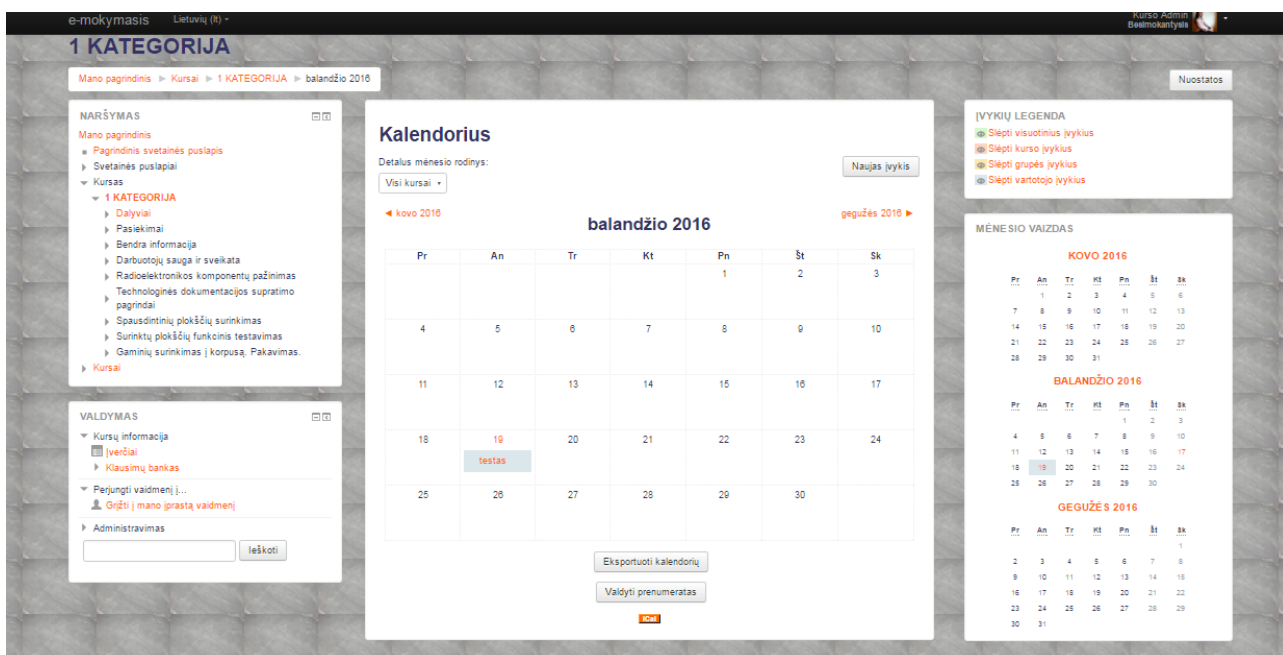 e-mokymasis Lietuvių (lt)
Kurso Admin
Besimokantysis
1 KATEGORIJA
Mano pagrindinis Kursai 1 KATEGORIJA balandžio 2016
Nuostatos
NARŠYMAS
Mano pagrindinis
Pagrindinis svetainės puslapis
Svetainės puslapiai
Kursas
1 KATEGORIJA
Dalyviai
Pasiekimai
Bendra informacija
Darbuotojų sauga ir sveikata
Radioelektronikos komponentų pažinimas
Technologinės dokumentacijos supratimo
pagrindai
Spausdintinių plokščių surinkimas
Surinktų plokščių funkcinis testavimas
Gaminių surinkimas į korpusą. Pakavimas.
Kursai
VALDYMAS
Kursų informacija
Įverčiai
Klausimų bankas
Perjungti vaidmenį į...
Grįžti į mano įprastą vaidmenį
Administravimas
Ieškoti
Kalendorius
Detalus mėnesio rodinys:
Visi kursai
Naujas įvykis
kovo 2016
balandžio 2016
gegužės 2016
Pr An Tr Kt Pn Št Sk
1 2 3
4 5 6 7 8 9 10
11 12 13 14 15 16 17
18 19 20 21 22 23 24
testas
25 26 27 28 29 30
Eksportuoti kalendorių
Valdyti prenumeratas
iCal
ĮVYKIŲ LEGENDA
Slėpti visuotinius įvykius
Slėpti kurso įvykius
Slėpti grupės įvykius
Slėpti vartotojo įvykius
MĖNESIO VAIZDAS
KOVO 2016
Pr An Tr Kt Pn Št Sk
1 2 3 4 5 6
7 8 9 10 11 12 13
14 15 16 17 18 19 20
21 22 23 24 25 26 27
28 29 30 31
BALANDŽIO 2016
Pr An Tr Kt Pn Št Sk
1 2 3
4 5 6 7 8 9 10
11 12 13 14 15 16 17
18 19 20 21 22 23 24
25 26 27 28 29 30
GEGUŽĖS 2016
Pr An Tr Kt Pn Št Sk
1
2 3 4 5 6 7 8
9 10 11 12 13 14 15
16 17 18 19 20 21 22
23 24 25 26 27 28 29
30 31